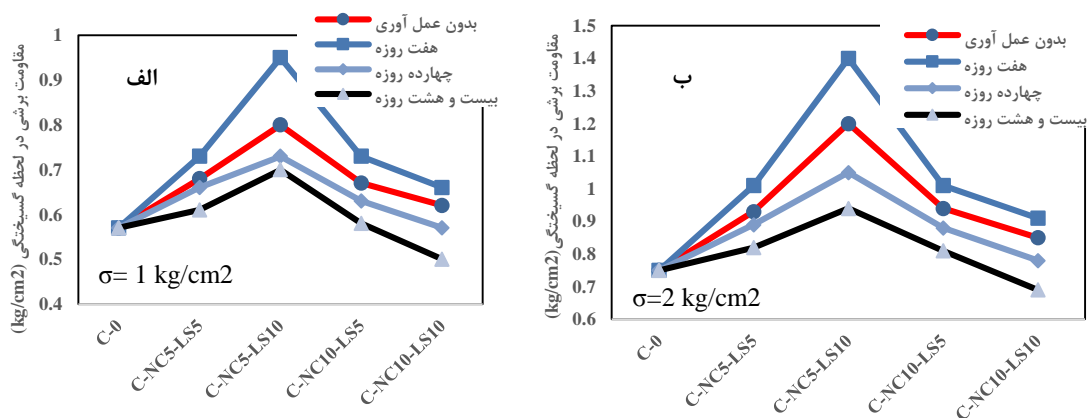 مقاومت برشی در لحظه گسیختگی (kg/cm2)
1
0.9
0.8
0.7
0.6
0.5
0.4
الف
بدون عمل آوری
هفت روزه
چهارده روزه
بیست و هشت روزه
σ= 1 kg/cm2
C-0
C-NC5-LS5
C-NC5-LS10
C-NC10-LS5
C-NC10-LS10
مقاومت برشی در لحظه گسیختگی(kg/cm2)
1.5
1.4
1.3
1.2
1.1
1
0.9
0.8
0.7
0.6
ب
بدون عمل آوری
هفت روزه
چهارده روزه
بیست و هشت روزه
σ=2 kg/cm2
C-0
C-NC5-LS5
C-NC5-LS10
C-NC10-LS5
C-NC10-LS10